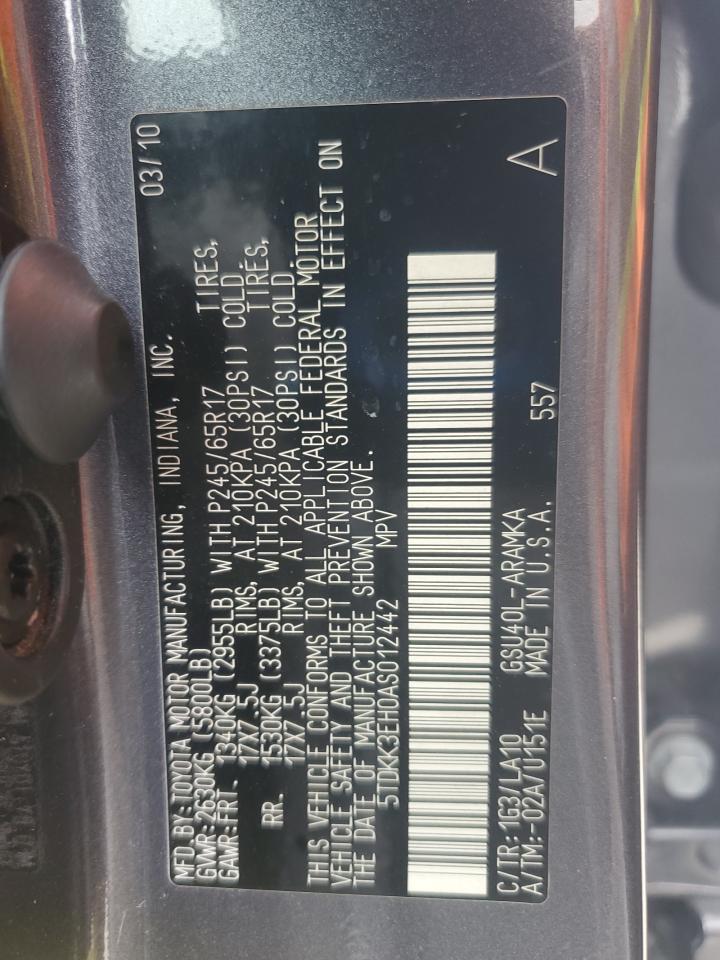 MFD.BY:TOYOTA MOTOR MANUFACTURING, INDIANA, INC. 03/10
GVWR:2630KG (5800LB)
GAWR:FRT. 1340KG (2955LB) WITH P245/65R17 TIRES,
17X7.5J RIMS, AT 210KPA (30PSI) COLD.
RR. 1530KG (3375LB) WITH P245/65R17 TIRES,
17X7.5J RIMS, AT 210KPA (30PSI) COLD.
THIS VEHICLE CONFORMS TO ALL APPLICABLE FEDERAL MOTOR
VEHICLE SAFETY AND THEFT PREVENTION STANDARDS IN EFFECT ON
THE DATE OF MANUFACTURE SHOWN ABOVE.
5TDKK3EH0AS012442 MPV
C/TR:1G3/LA10 GSU40L-ARAMKA
A/TM:-02A/U151E MADE IN U.S.A. 557 A